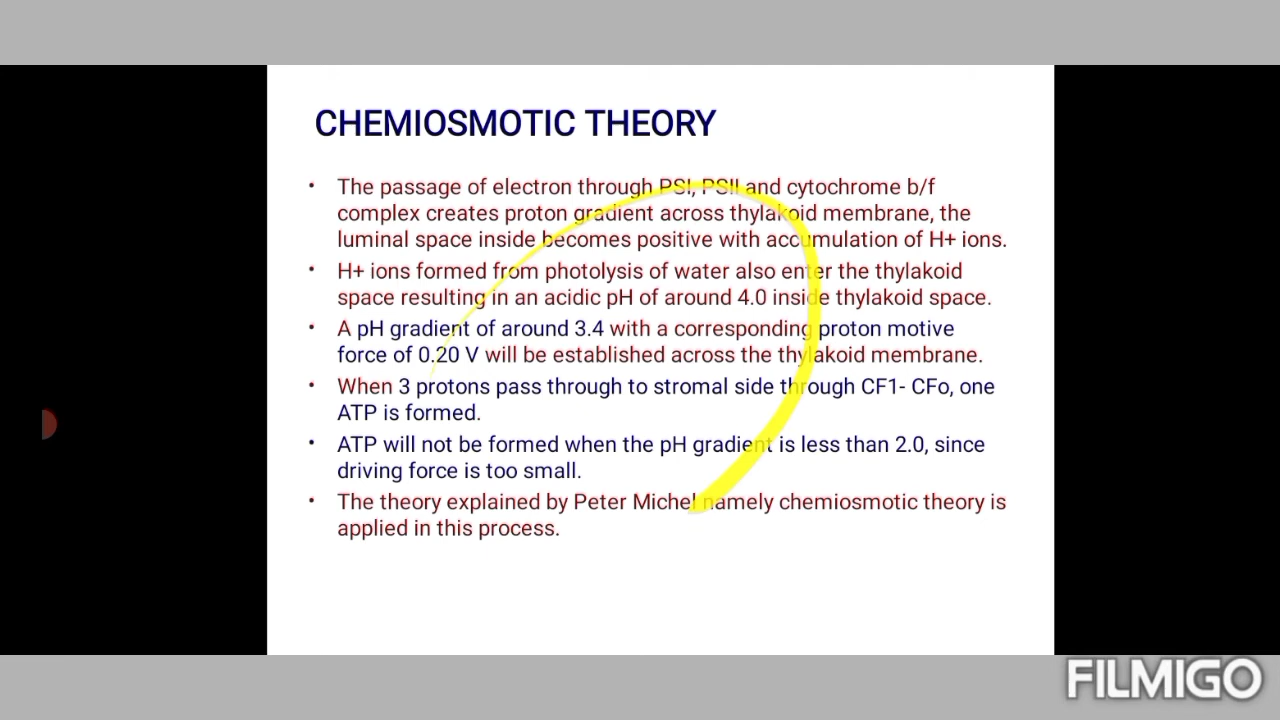 CHEMIOSMOTIC THEORY
• The passage of electron through PSI, PSII and cytochrome b/f
complex creates proton gradient across thylakoid membrane, the
luminal space inside becomes positive with accumulation of H+ ions.
• H+ ions formed from photolysis of water also enter the thylakoid
space resulting in an acidic pH of around 4.0 inside thylakoid space.
• A pH gradient of around 3.4 with a corresponding proton motive
force of 0.20 V will be established across the thylakoid membrane.
• When 3 protons pass through to stromal side through CF1- CFo, one
ATP is formed.
• ATP will not be formed when the pH gradient is less than 2.0, since
driving force is too small.
• The theory explained by Peter Michel namely chemiosmotic theory is
applied in this process.
FILMIGO